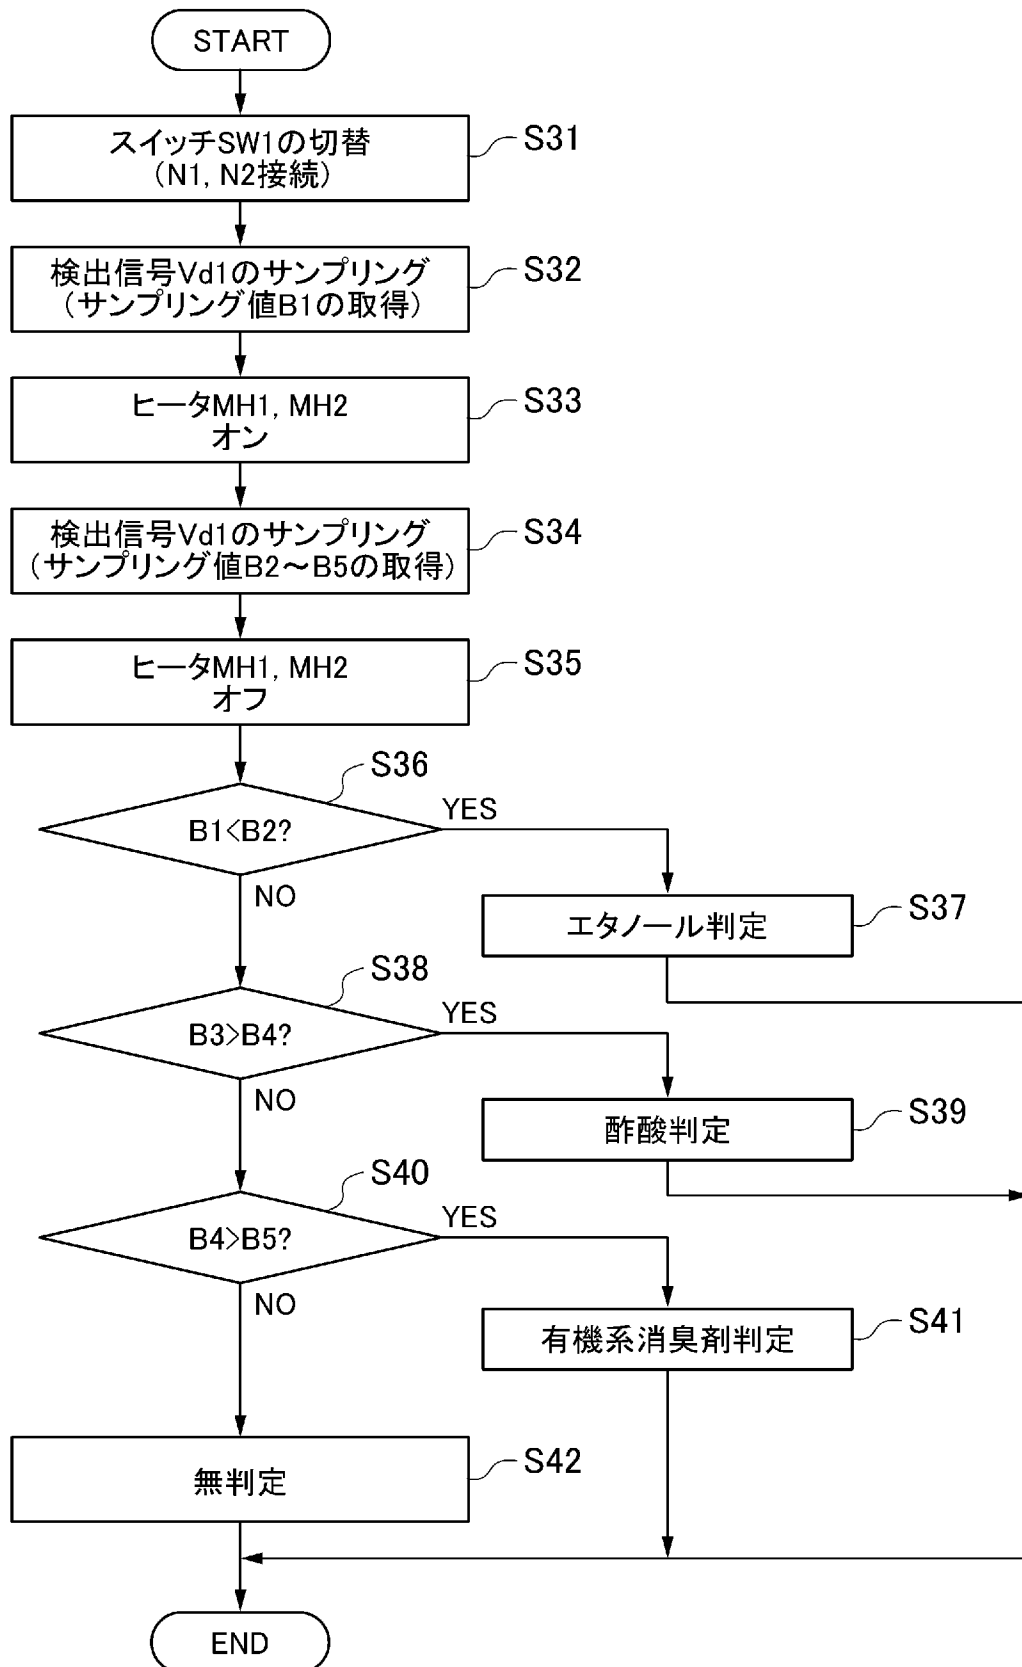 START
スイッチSW1の切替
(N1, N2接続)
S31
検出信号Vd1のサンプリング
(サンプリング値B1の取得)
S32
ヒータMH1, MH2
オン
S33
検出信号Vd1のサンプリング
(サンプリング値B2～B5の取得)
S34
ヒータMH1, MH2
オフ
S35
S36
B1<B2?
YES
NO
エタノール判定
S37
S38
B3>B4?
YES
NO
酢酸判定
S39
S40
B4>B5?
YES
NO
有機系消臭剤判定
S41
無判定
S42
END